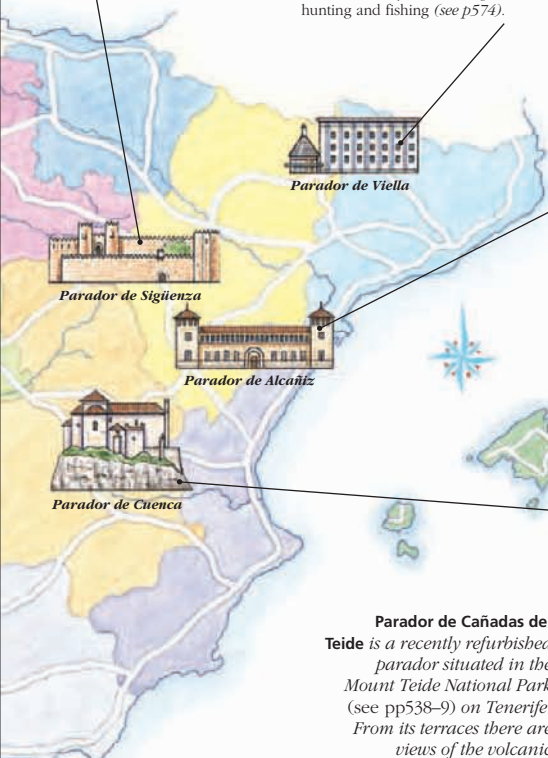 hunting and fishing (see p574).
Parador de Viella
Parador de Sigüenza
Parador de Alcañiz
Parador de Cuenca
Parador de Cañadas de
Teide is a recently refurbished
parador situated in the
Mount Teide National Park
(see pp538–9) on Tenerife
From its terraces there are
views of the volcanic